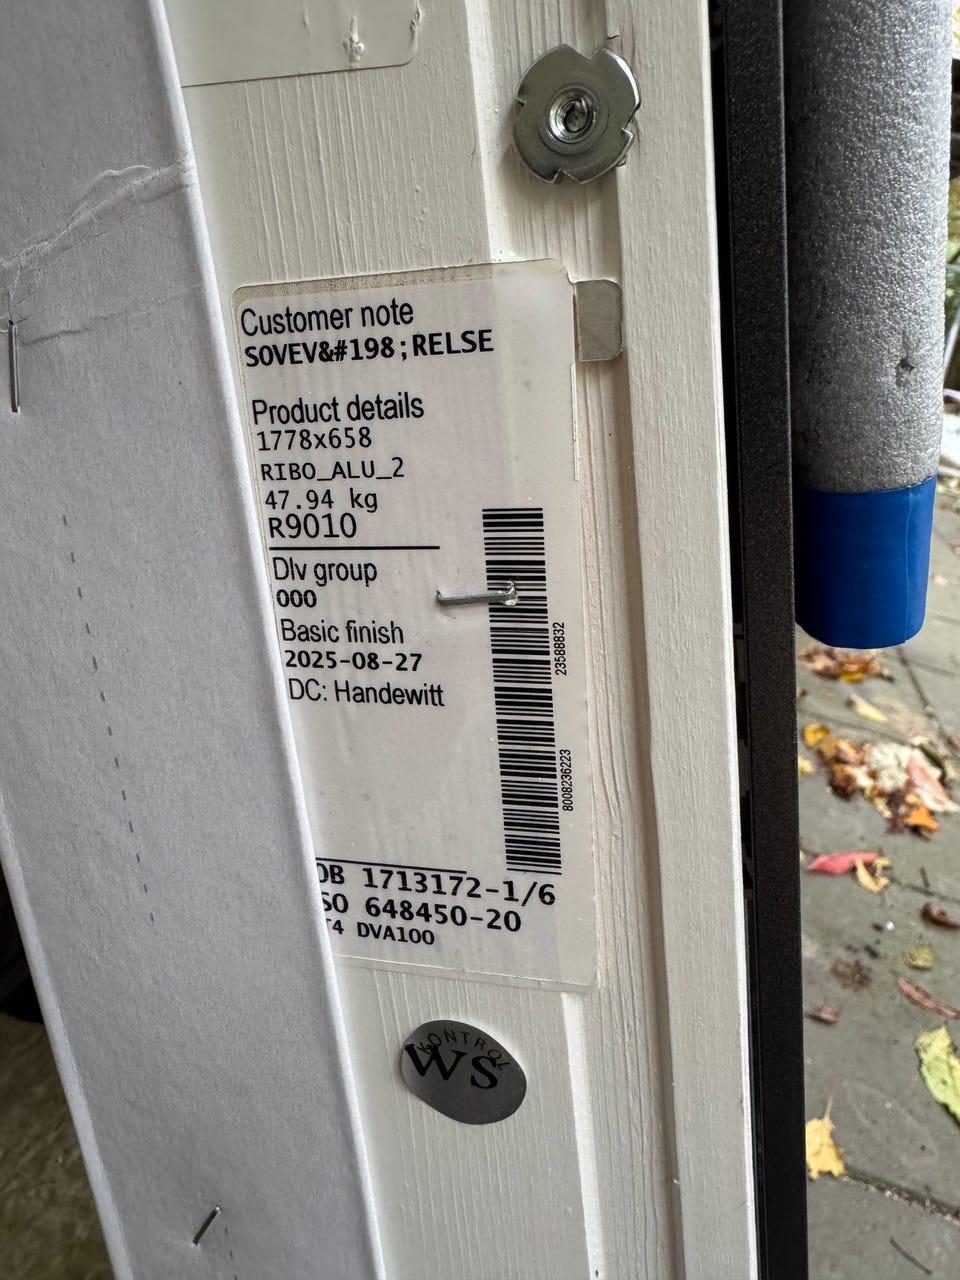 Customer note
SOVEV&#198;RELSE
Product details
1778x658
RIBO_ALU_2
47.94 kg
R9010
Dlv group
000
Basic finish
2025-08-27
DC: Handewitt
23588832
8008236223
OB 1713172-1/6
SO 648450-20
T4 DVA100
KONTROL
WS